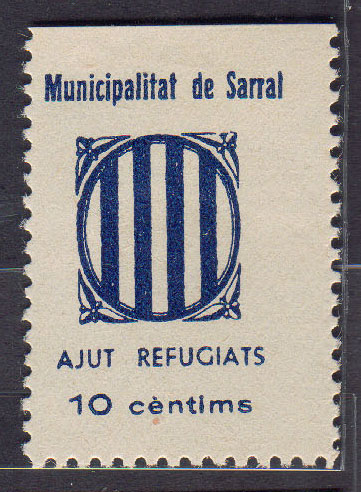 Municipalitat de Sarral
AJUT REFUGIATS
10 cèntims